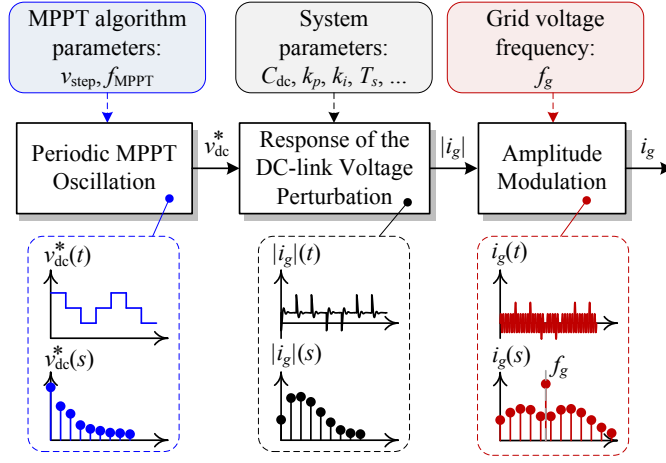 MPPT algorithm
parameters:
v_step, f_MPPT
System
parameters:
C_dc, k_p, k_i, T_s, ...
Grid voltage
frequency:
f_g
Periodic MPPT
Oscillation
v*_dc
Response of the
DC-link Voltage
Perturbation
|i_g|
Amplitude
Modulation
i_g
v*_dc(t)
v*_dc(s)
|i_g|(t)
|i_g|(s)
i_g(t)
i_g(s)
f_g